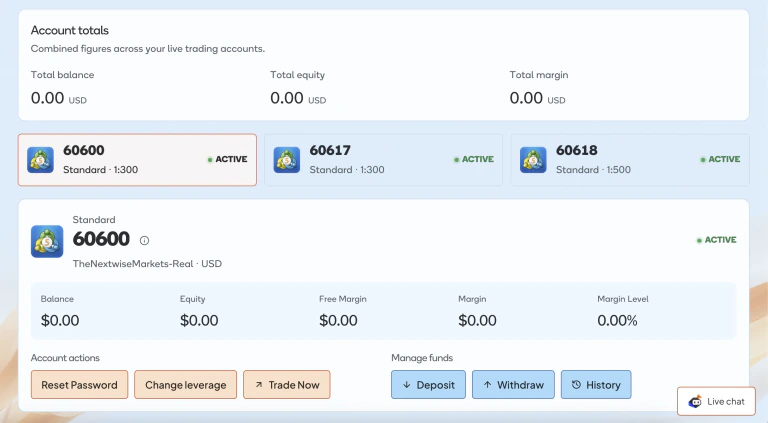 Account totals
Combined figures across your live trading accounts.
Total balance
Total equity
Total margin
0.00 USD
0.00 USD
0.00 USD
60600
Standard · 1:300
ACTIVE
60617
Standard · 1:300
ACTIVE
60618
Standard · 1:500
ACTIVE
Standard
60600
TheNextwiseMarkets-Real · USD
ACTIVE
Balance
Equity
Free Margin
Margin
Margin Level
$0.00
$0.00
$0.00
$0.00
0.00%
Account actions
Manage funds
Reset Password
Change leverage
Trade Now
Deposit
Withdraw
History
Live chat